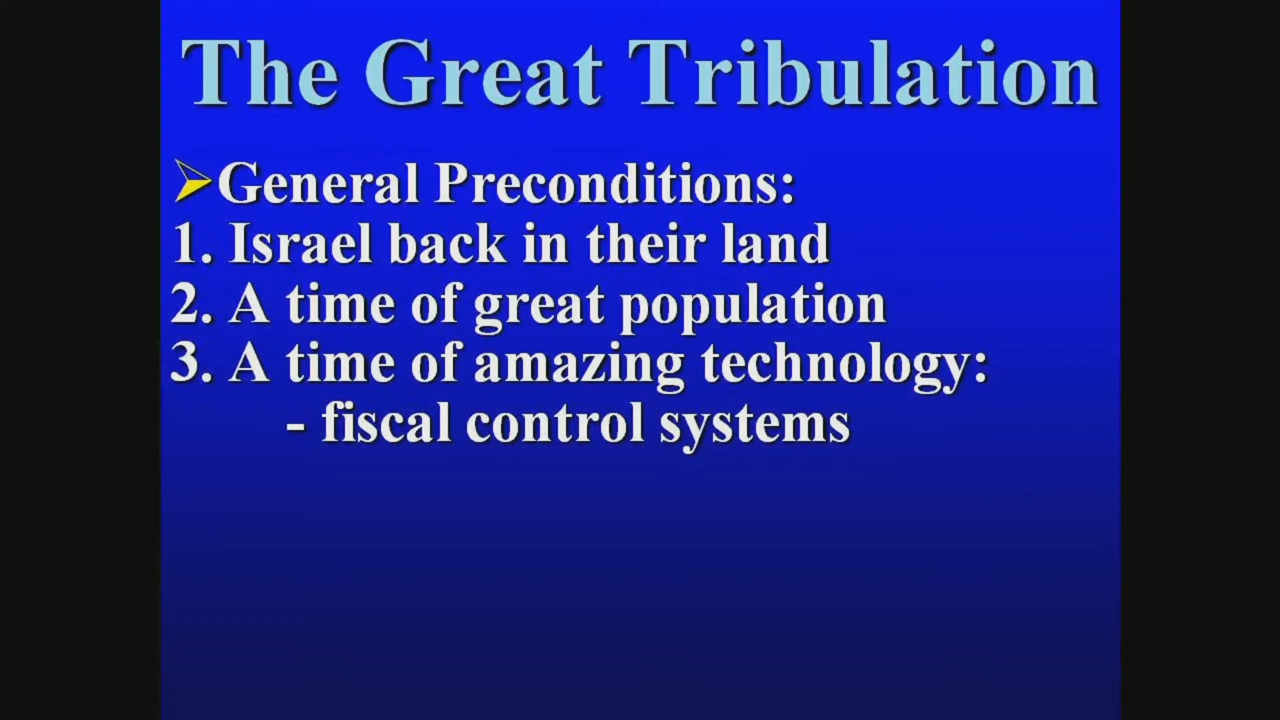 The Great Tribulation
➢General Preconditions:
1. Israel back in their land
2. A time of great population
3. A time of amazing technology:
- fiscal control systems